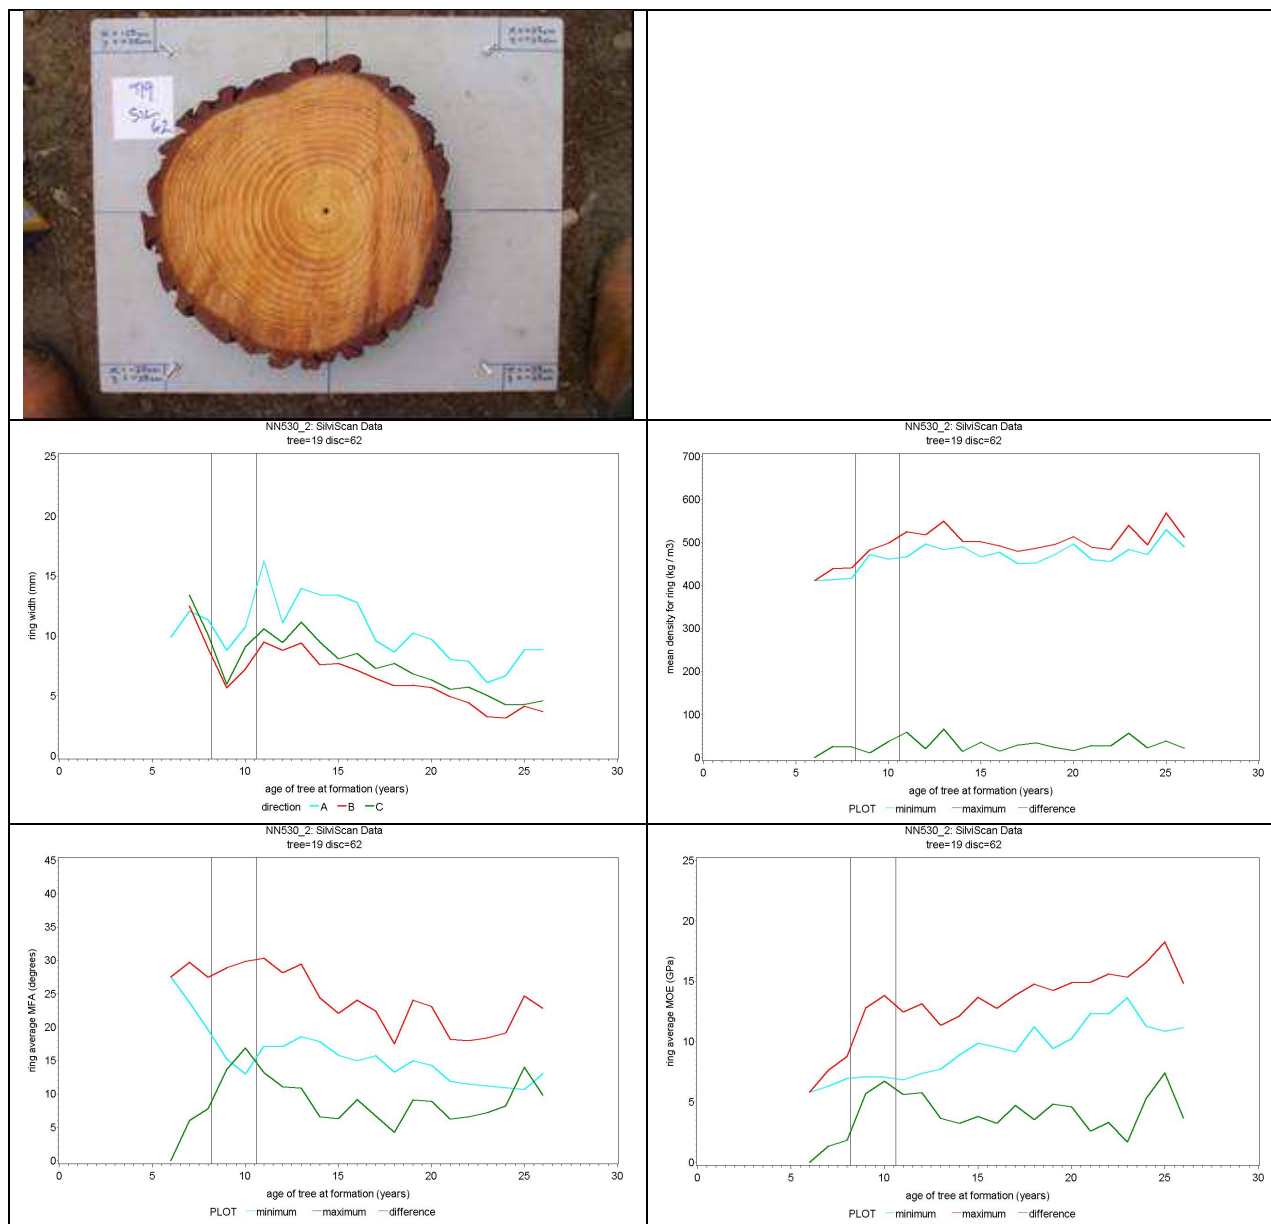 T19
62
NN530_2: SilviScan Data
tree=19 disc=62
25
20
15
10
5
0
ring width (mm)
0 5 10 15 20 25 30
age of tree at formation (years)
direction A B C
NN530_2: SilviScan Data
tree=19 disc=62
700
600
500
400
300
200
100
0
mean density for ring (kg / m3)
0 5 10 15 20 25 30
age of tree at formation (years)
PLOT minimum maximum difference
NN530_2: SilviScan Data
tree=19 disc=62
45
40
35
30
25
20
15
10
5
0
ring average MFA (degrees)
0 5 10 15 20 25 30
age of tree at formation (years)
PLOT minimum maximum difference
NN530_2: SilviScan Data
tree=19 disc=62
25
20
15
10
5
0
ring average MOE (GPa)
0 5 10 15 20 25 30
age of tree at formation (years)
PLOT minimum maximum difference